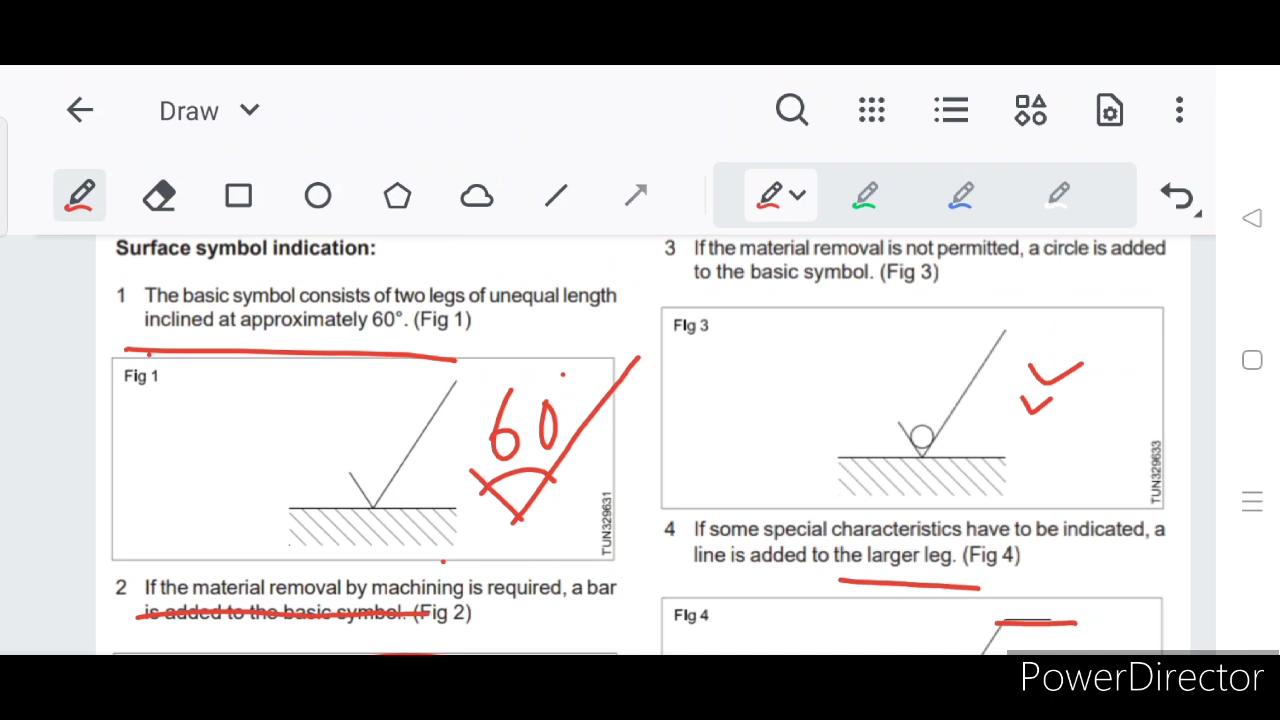 Draw
Surface symbol indication:
1 The basic symbol consists of two legs of unequal length
inclined at approximately 60°. (Fig 1)
Fig 1
60
TUN329631
2 If the material removal by machining is required, a bar
is added to the basic symbol. (Fig 2)
3 If the material removal is not permitted, a circle is added
to the basic symbol. (Fig 3)
Fig 3
TUN329633
4 If some special characteristics have to be indicated, a
line is added to the larger leg. (Fig 4)
Fig 4
PowerDirector